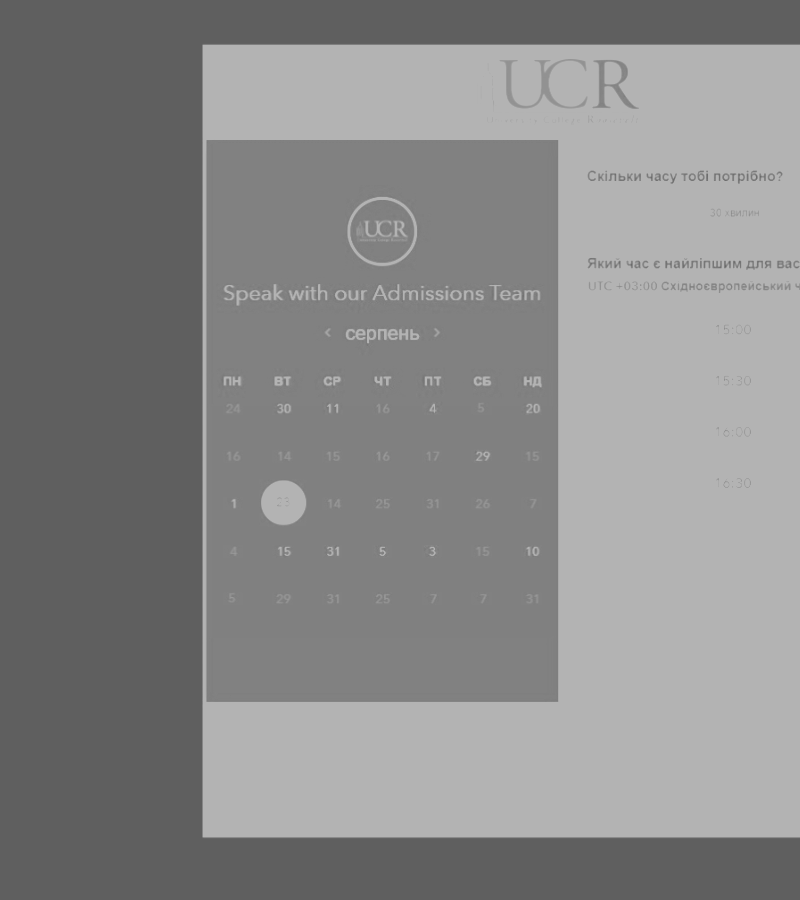 UCR
UCR
Speak with our Admissions Team
‹ серпень ›
ПН ВТ СР ЧТ ПТ СБ НД
24 30 11 16 4 5 20
16 14 15 16 17 29 15
1 23 14 25 31 26 7
4 15 31 5 3 15 10
5 29 31 25 7 7 31
Скільки часу тобі потрібно?
30 хвилин
Який час є найліпшим для вас
UTC +03:00 Східноєвропейський ч
15:00
15:30
16:00
16:30